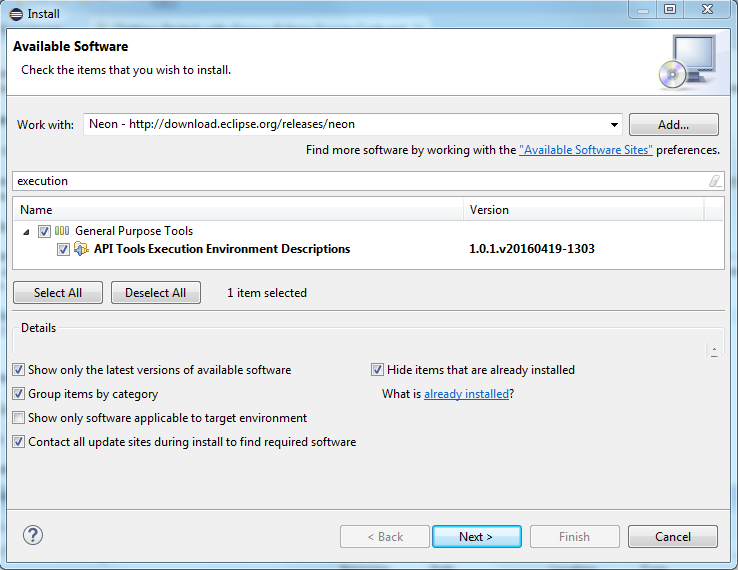 Install
Available Software
Check the items that you wish to install.
Work with: Neon - http://download.eclipse.org/releases/neon Add...
Find more software by working with the "Available Software Sites" preferences.
execution
Name Version
General Purpose Tools
API Tools Execution Environment Descriptions 1.0.1.v20160419-1303
Select All Deselect All 1 item selected
Details
Show only the latest versions of available software Hide items that are already installed
Group items by category What is already installed?
Show only software applicable to target environment
Contact all update sites during install to find required software
? < Back Next > Finish Cancel